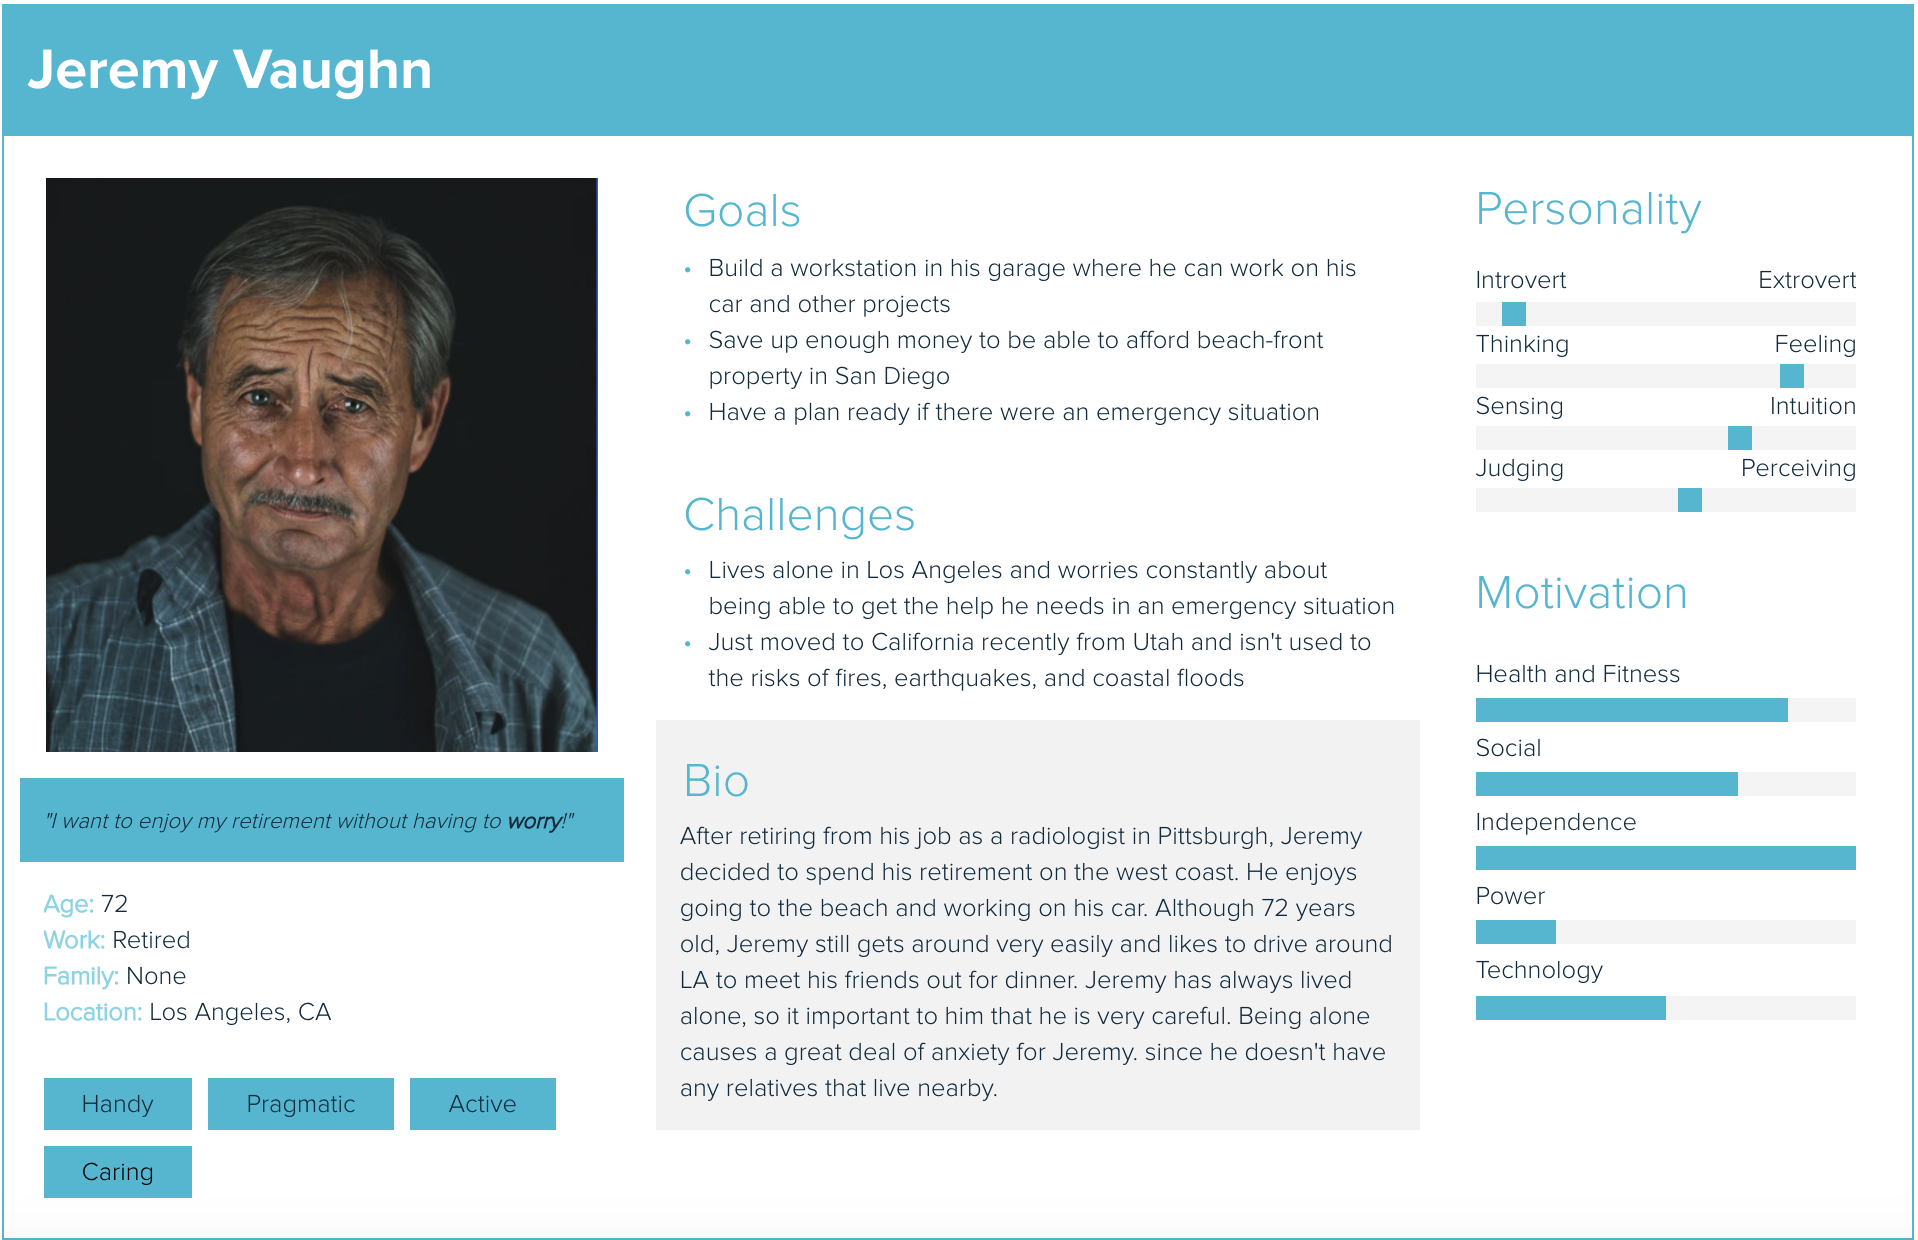 Jeremy Vaughn
"I want to enjoy my retirement without having to worry!"
Age: 72
Work: Retired
Family: None
Location: Los Angeles, CA
Handy
Pragmatic
Active
Caring
Goals
• Build a workstation in his garage where he can work on his
car and other projects
• Save up enough money to be able to afford beach-front
property in San Diego
• Have a plan ready if there were an emergency situation
Challenges
• Lives alone in Los Angeles and worries constantly about
being able to get the help he needs in an emergency situation
• Just moved to California recently from Utah and isn't used to
the risks of fires, earthquakes, and coastal floods
Bio
After retiring from his job as a radiologist in Pittsburgh, Jeremy
decided to spend his retirement on the west coast. He enjoys
going to the beach and working on his car. Although 72 years
old, Jeremy still gets around very easily and likes to drive around
LA to meet his friends out for dinner. Jeremy has always lived
alone, so it important to him that he is very careful. Being alone
causes a great deal of anxiety for Jeremy. since he doesn't have
any relatives that live nearby.
Personality
Introvert Extrovert
Thinking Feeling
Sensing Intuition
Judging Perceiving
Motivation
Health and Fitness
Social
Independence
Power
Technology